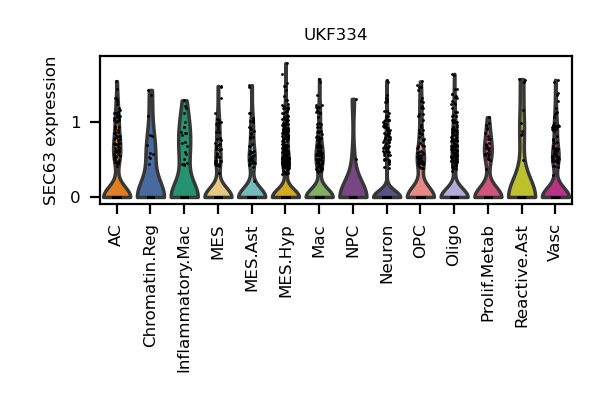 UKF334
SEC63 expression
1
0
AC
Chromatin.Reg
Inflammatory.Mac
MES
MES.Ast
MES.Hyp
Mac
NPC
Neuron
OPC
Oligo
Prolif.Metab
Reactive.Ast
Vasc